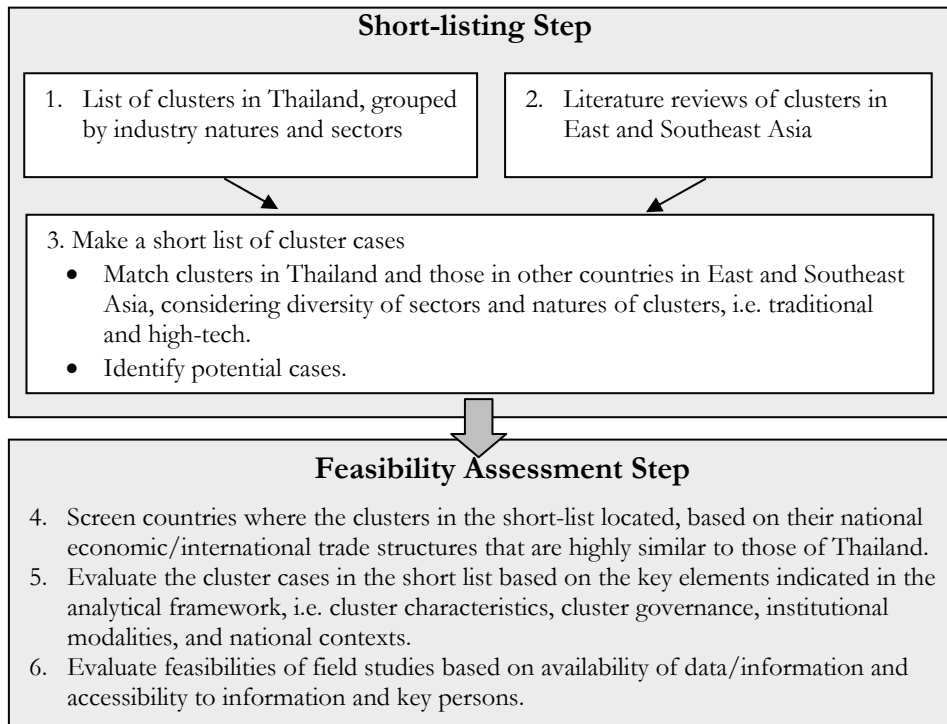 Short-listing Step
1. List of clusters in Thailand, grouped
by industry natures and sectors
2. Literature reviews of clusters in
East and Southeast Asia
3. Make a short list of cluster cases
• Match clusters in Thailand and those in other countries in East and Southeast
Asia, considering diversity of sectors and natures of clusters, i.e. traditional
and high-tech.
• Identify potential cases.
Feasibility Assessment Step
4. Screen countries where the clusters in the short-list located, based on their national
economic/international trade structures that are highly similar to those of Thailand.
5. Evaluate the cluster cases in the short list based on the key elements indicated in the
analytical framework, i.e. cluster characteristics, cluster governance, institutional
modalities, and national contexts.
6. Evaluate feasibilities of field studies based on availability of data/information and
accessibility to information and key persons.